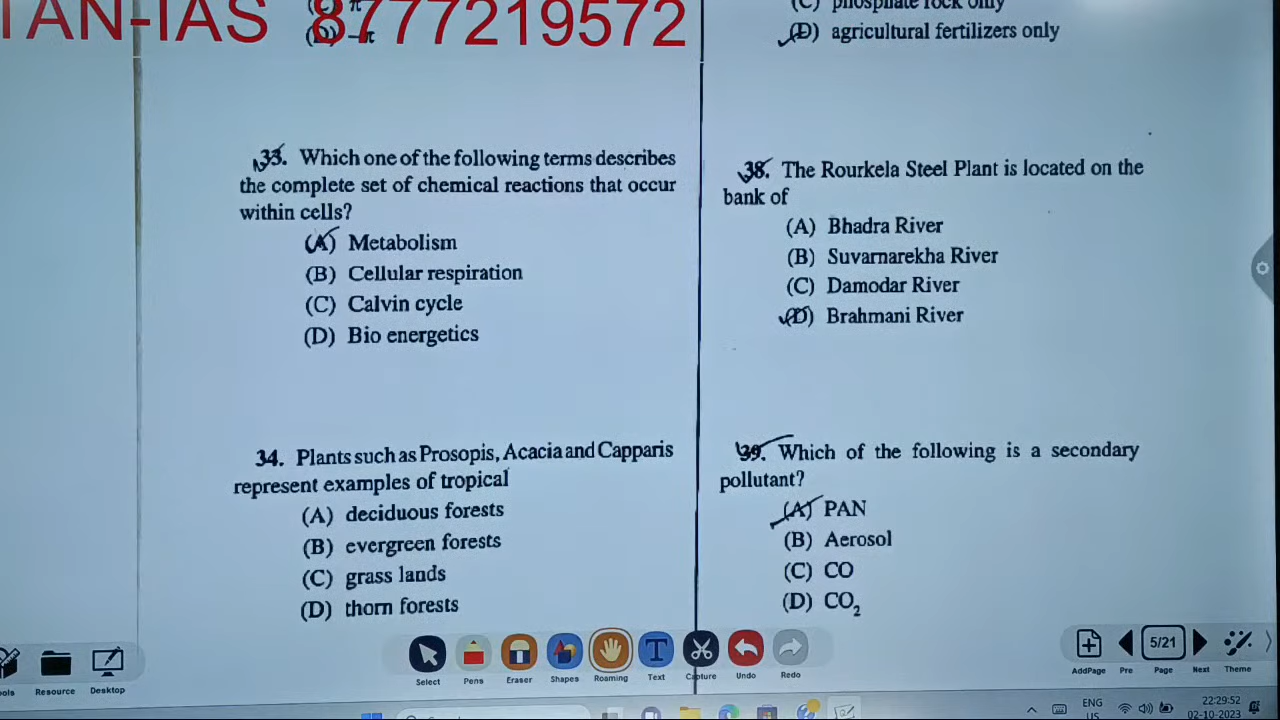 TAN-IAS 8777219572
(C) π
(D) –π
33. Which one of the following terms describes
the complete set of chemical reactions that occur
within cells?
(A) Metabolism
(B) Cellular respiration
(C) Calvin cycle
(D) Bio energetics
34. Plants such as Prosopis, Acacia and Capparis
represent examples of tropical
(A) deciduous forests
(B) evergreen forests
(C) grass lands
(D) thorn forests
(C) phosphate rock only
(D) agricultural fertilizers only
38. The Rourkela Steel Plant is located on the
bank of
(A) Bhadra River
(B) Suvarnarekha River
(C) Damodar River
(D) Brahmani River
39. Which of the following is a secondary
pollutant?
(A) PAN
(B) Aerosol
(C) CO
(D) CO₂
ols Resource Desktop
Select Pens Eraser Shapes Roaming Text Capture Undo Redo
5/21
AddPage Pre Page Next Theme
ENG
US
22:29:52
02-10-2023